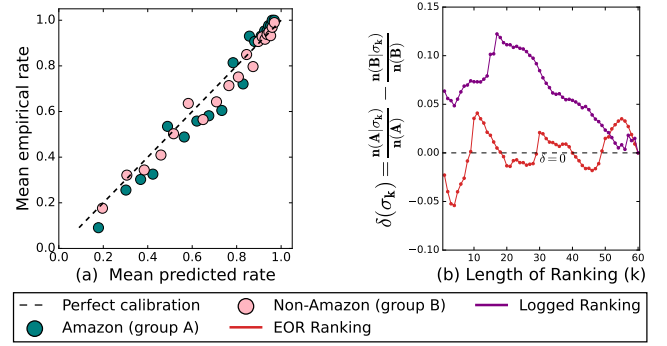 Mean empirical rate
1.0
0.8
0.6
0.4
0.2
0.0
0.0 0.2 0.4 0.6 0.8 1.0
(a) Mean predicted rate
δ(σk) = n(A|σk)/n(A) − n(B|σk)/n(B)
0.15
0.10
0.05
0.00
−0.05
−0.10
δ=0
10 20 30 40 50 60
(b) Length of Ranking (k)
Perfect calibration
Amazon (group A)
Non-Amazon (group B)
EOR Ranking
Logged Ranking